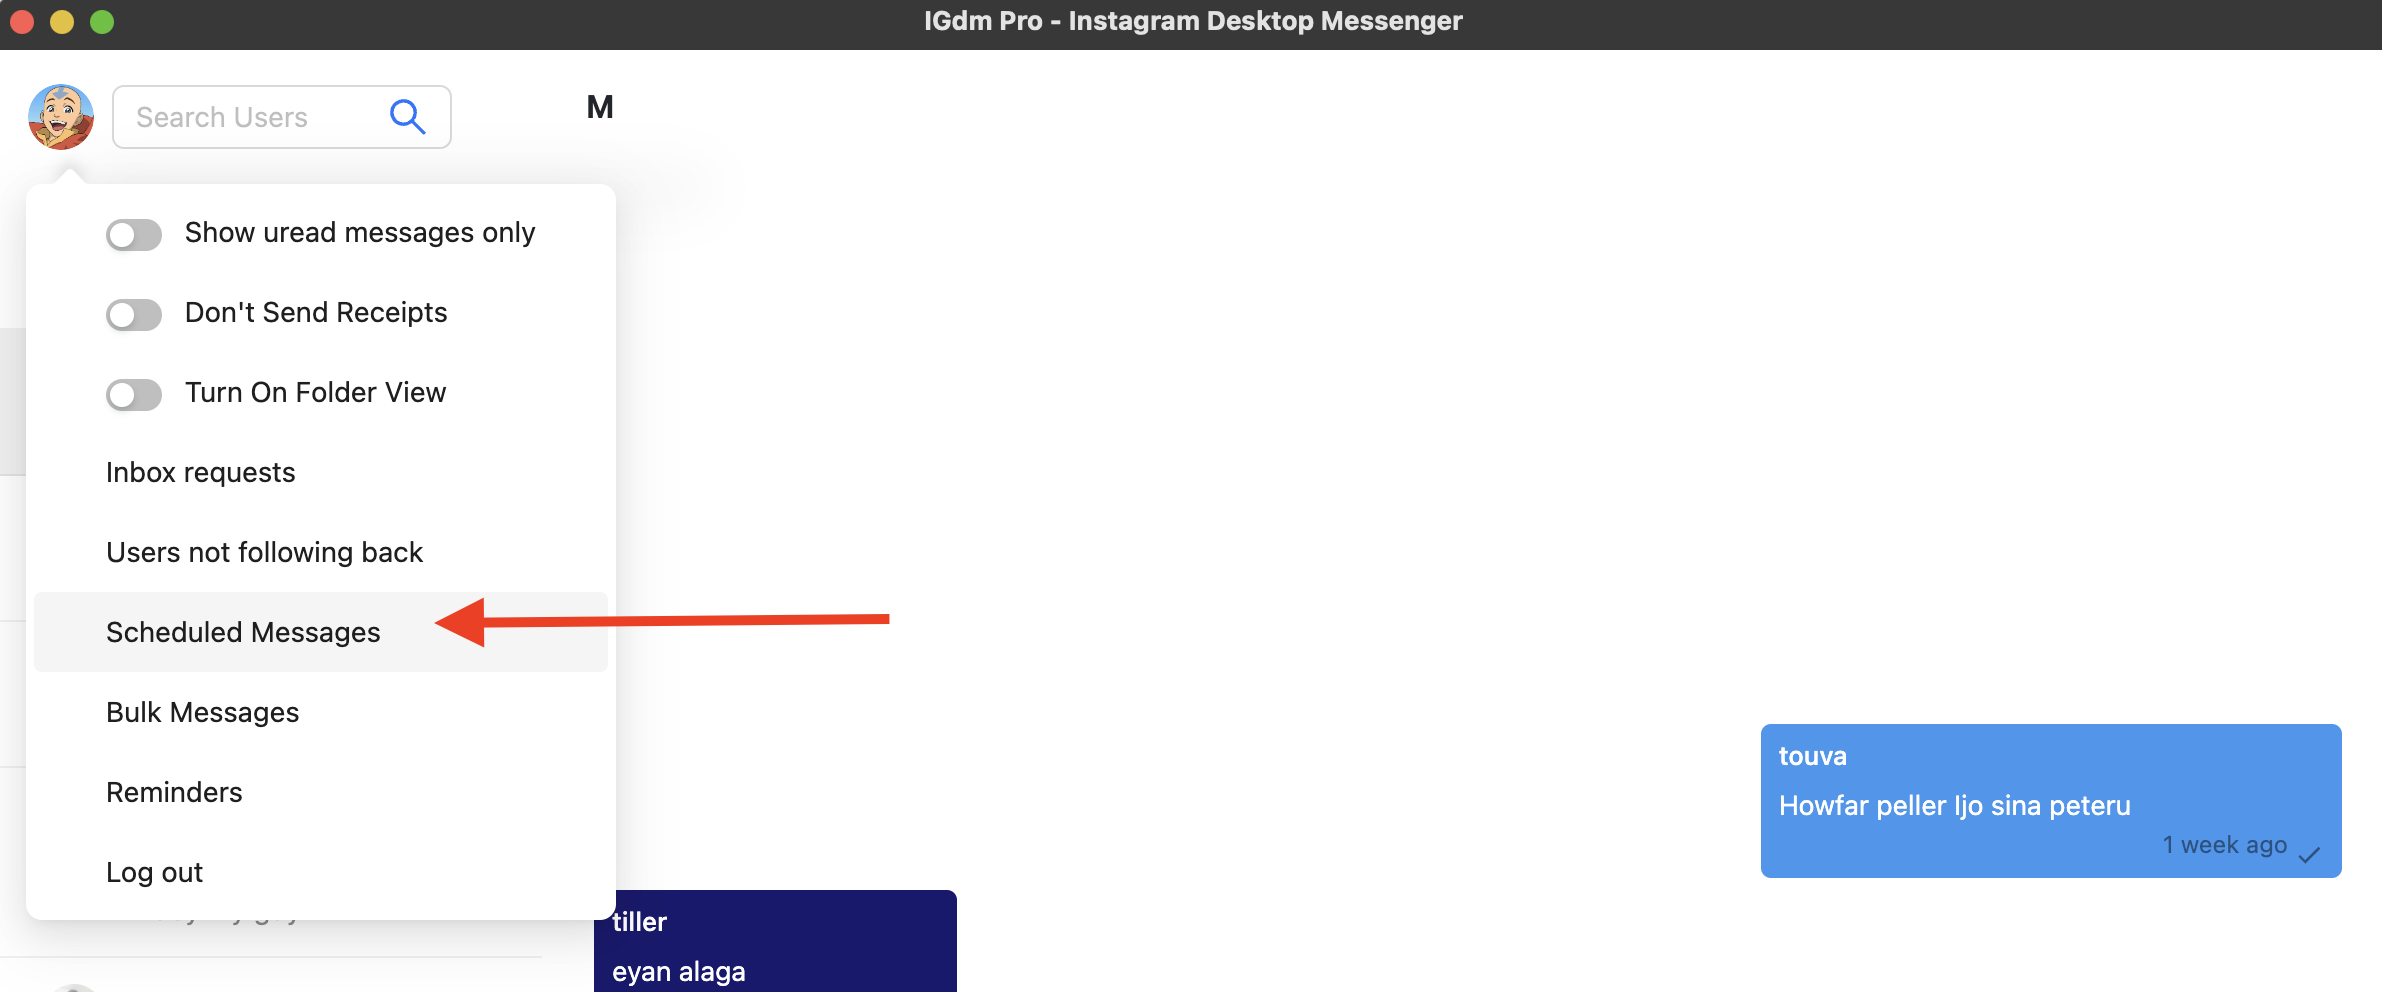 IGdm Pro - Instagram Desktop Messenger
Search Users
M
Show uread messages only
Don't Send Receipts
Turn On Folder View
Inbox requests
Users not following back
Scheduled Messages
Bulk Messages
Reminders
Log out
touva
Howfar peller Ijo sina peteru
1 week ago
tiller
eyan alaga